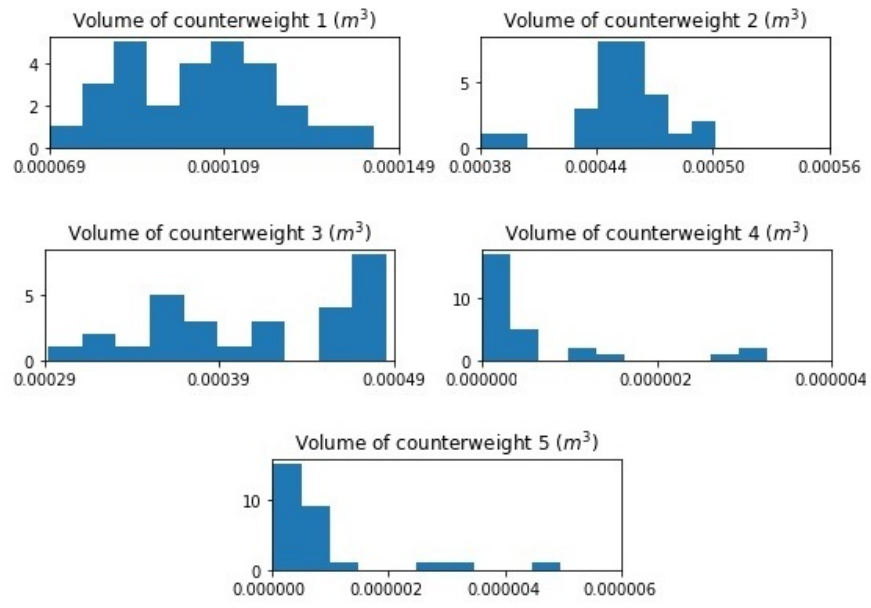 Volume of counterweight 1 (m³)
4
2
0
0.000069 0.000109 0.000149
Volume of counterweight 2 (m³)
5
0
0.00038 0.00044 0.00050 0.00056
Volume of counterweight 3 (m³)
5
0
0.00029 0.00039 0.00049
Volume of counterweight 4 (m³)
10
0
0.000000 0.000002 0.000004
Volume of counterweight 5 (m³)
10
0
0.000000 0.000002 0.000004 0.000006